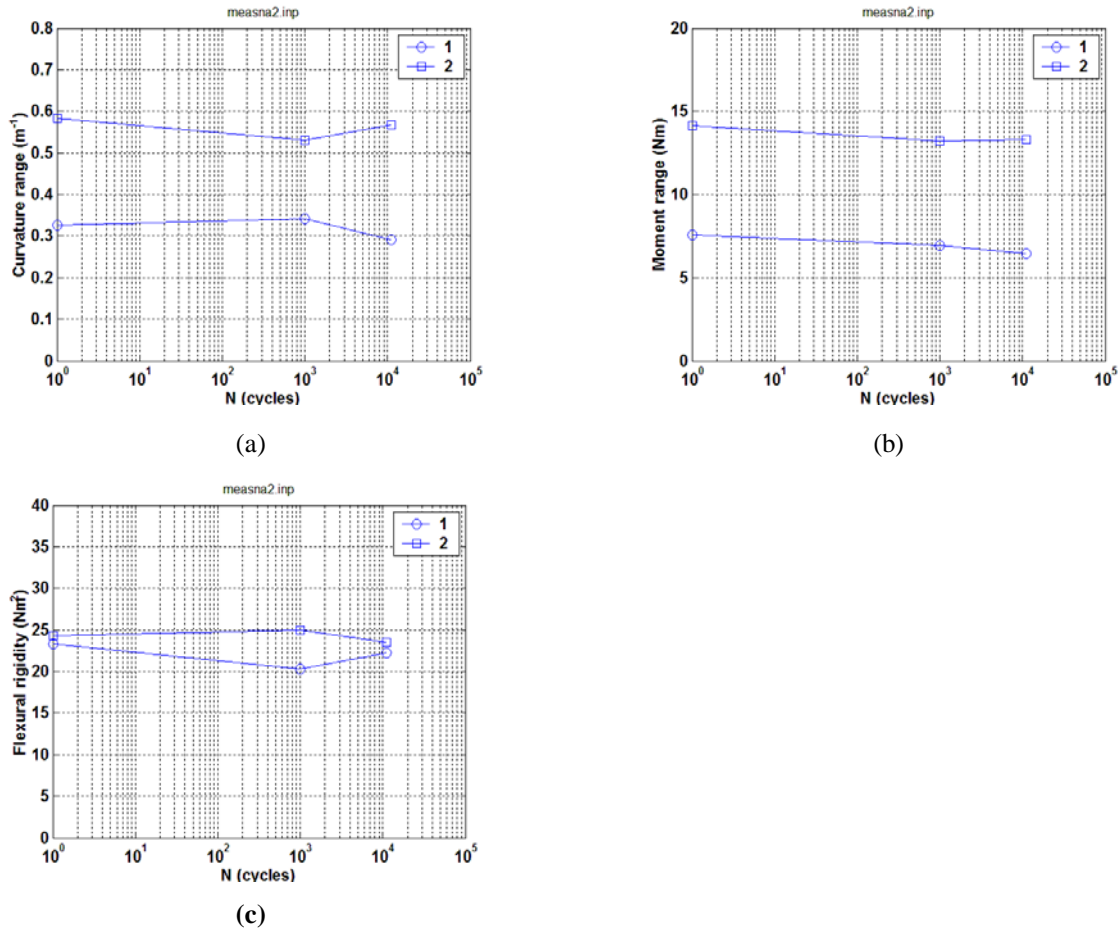 measna2.inp
0.8
0.7
0.6
0.5
0.4
0.3
0.2
0.1
0
Curvature range (m⁻¹)
10⁰ 10¹ 10² 10³ 10⁴ 10⁵
N (cycles)
1
2
(a)
measna2.inp
20
15
10
5
0
Moment range (Nm)
10⁰ 10¹ 10² 10³ 10⁴ 10⁵
N (cycles)
1
2
(b)
measna2.inp
40
35
30
25
20
15
10
5
0
Flexural rigidity (Nm²)
10⁰ 10¹ 10² 10³ 10⁴ 10⁵
N (cycles)
1
2
(c)